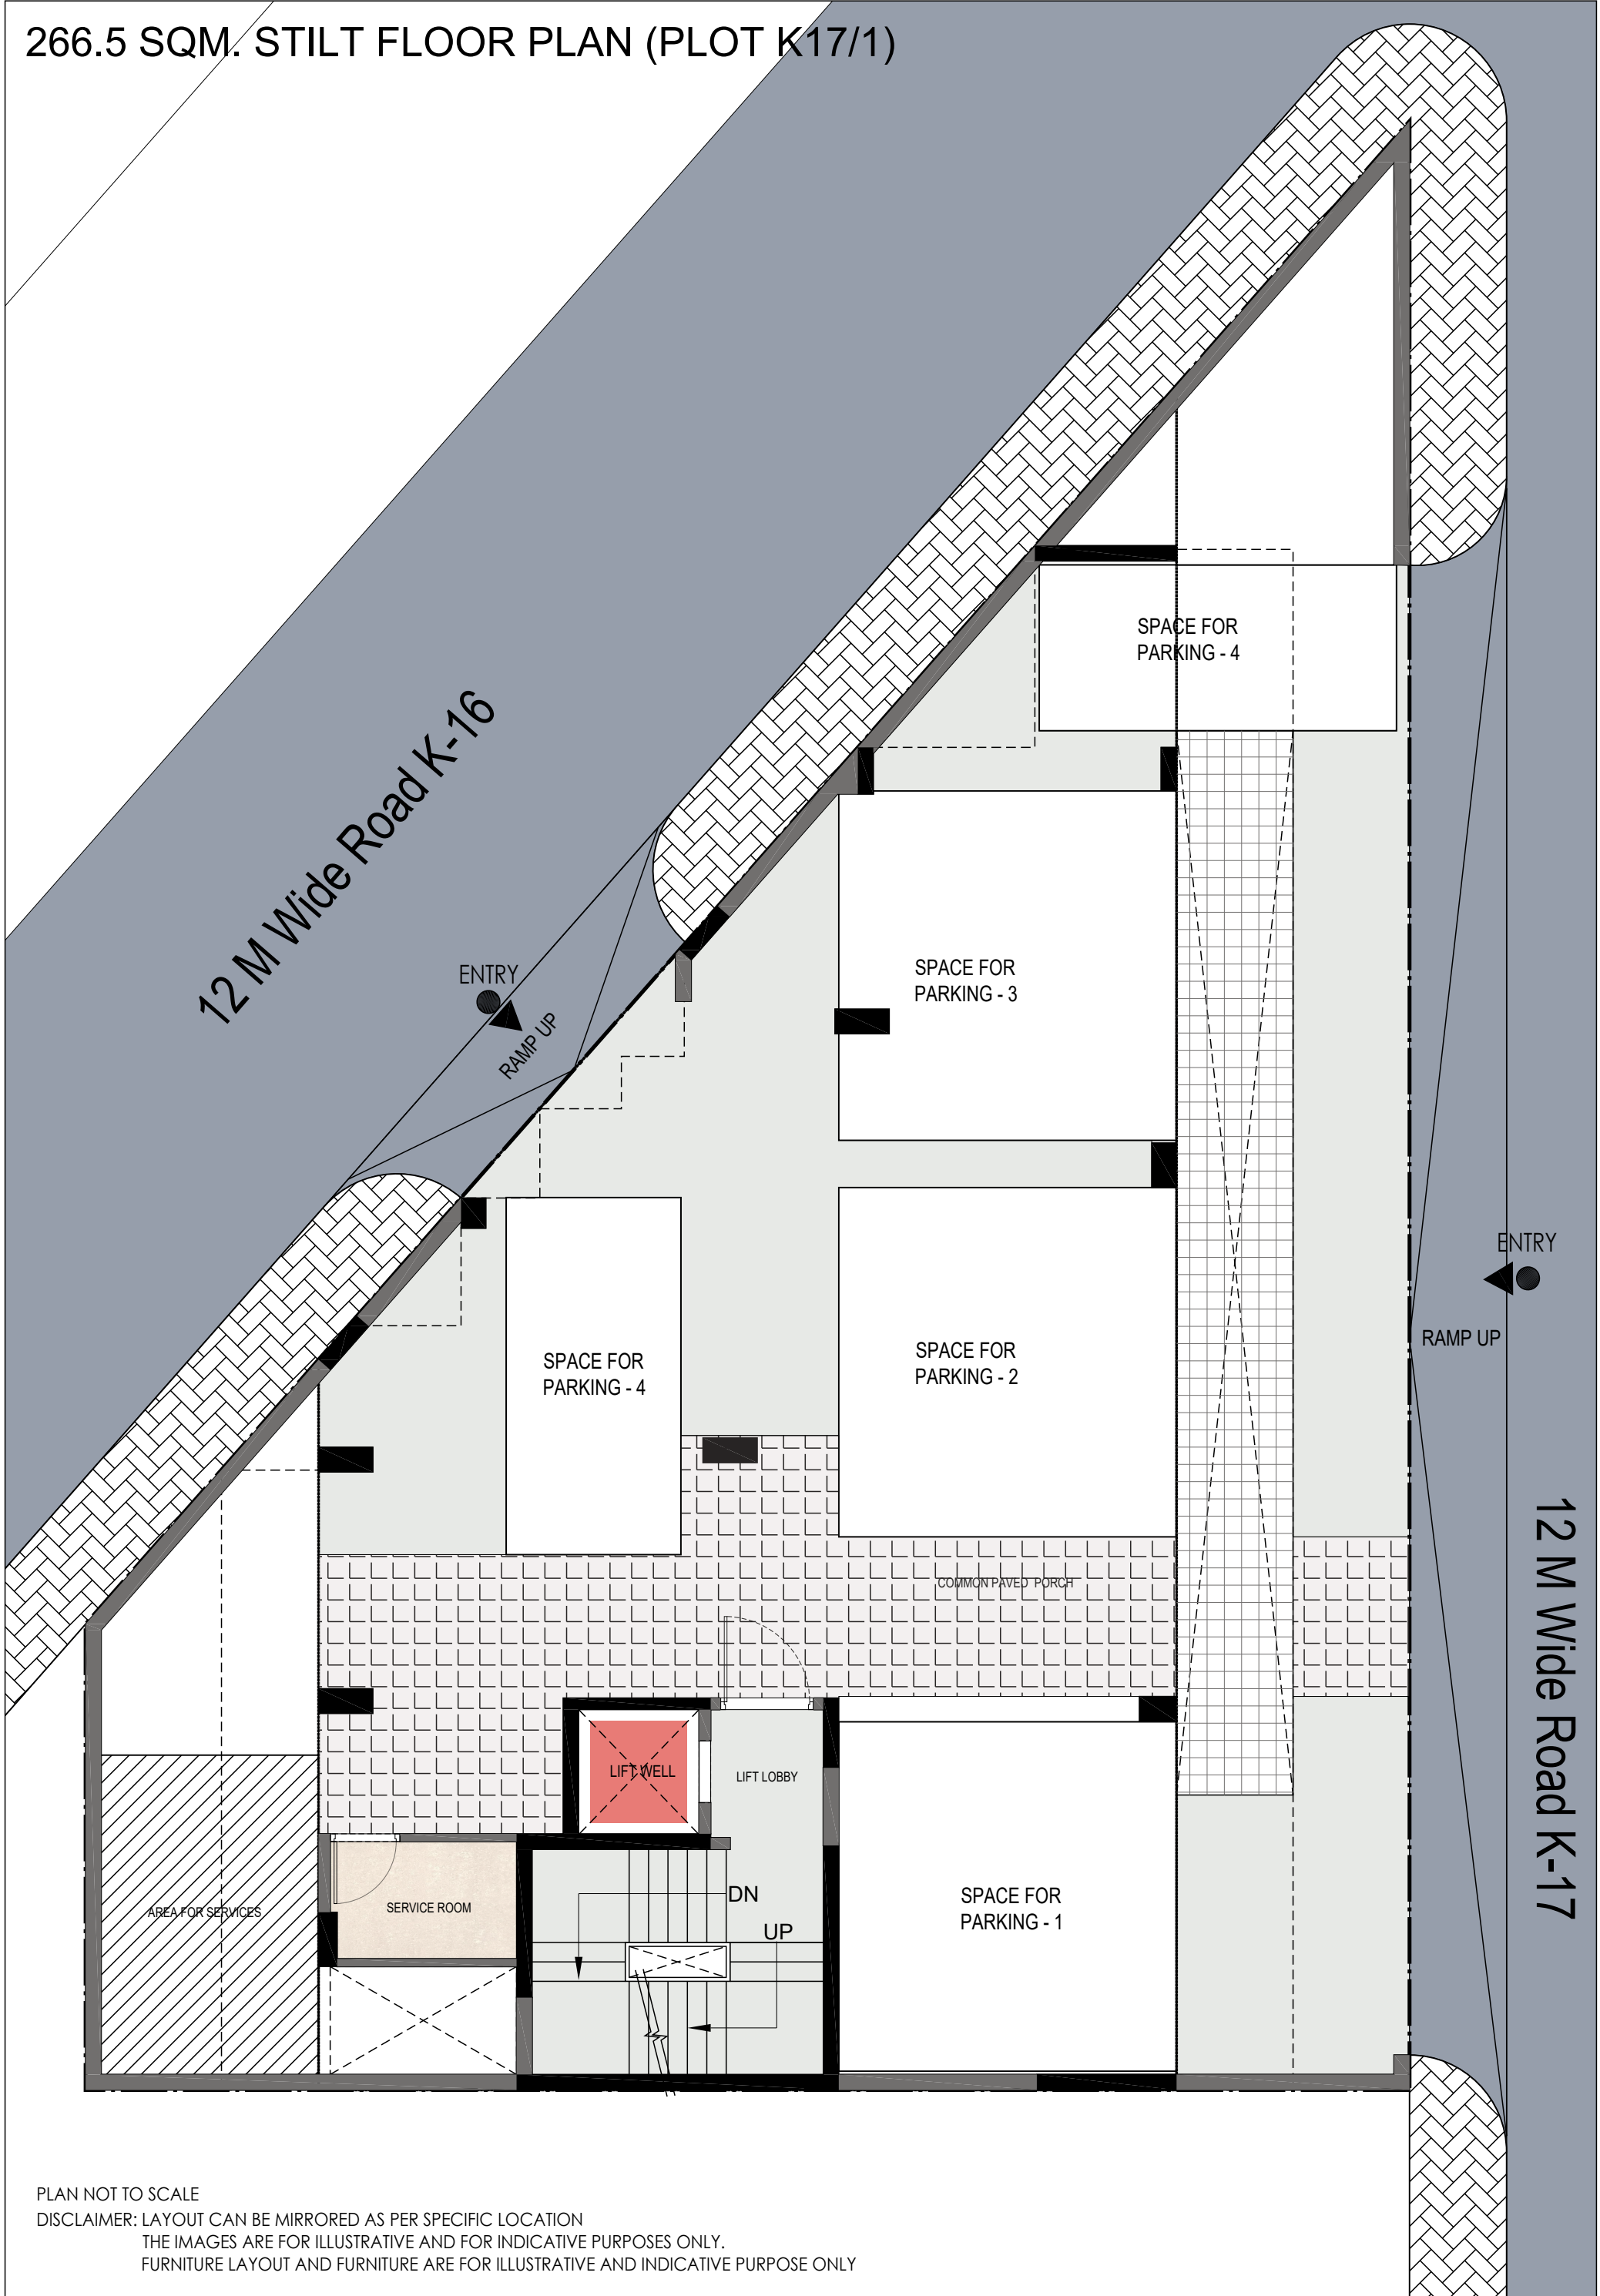 266.5 SQM. STILT FLOOR PLAN (PLOT K17/1)
SPACE FOR
PARKING - 4
12 M Wide Road K-16
ENTRY
RAMP UP
SPACE FOR
PARKING - 3
ENTRY
RAMP UP
SPACE FOR
PARKING - 4
SPACE FOR
PARKING - 2
12 M Wide Road K-17
COMMON PAVED PORCH
LIFT WELL
LIFT LOBBY
AREA FOR SERVICES
SERVICE ROOM
DN
UP
SPACE FOR
PARKING - 1
PLAN NOT TO SCALE
DISCLAIMER: LAYOUT CAN BE MIRRORED AS PER SPECIFIC LOCATION
THE IMAGES ARE FOR ILLUSTRATIVE AND FOR INDICATIVE PURPOSES ONLY.
FURNITURE LAYOUT AND FURNITURE ARE FOR ILLUSTRATIVE AND INDICATIVE PURPOSE ONLY